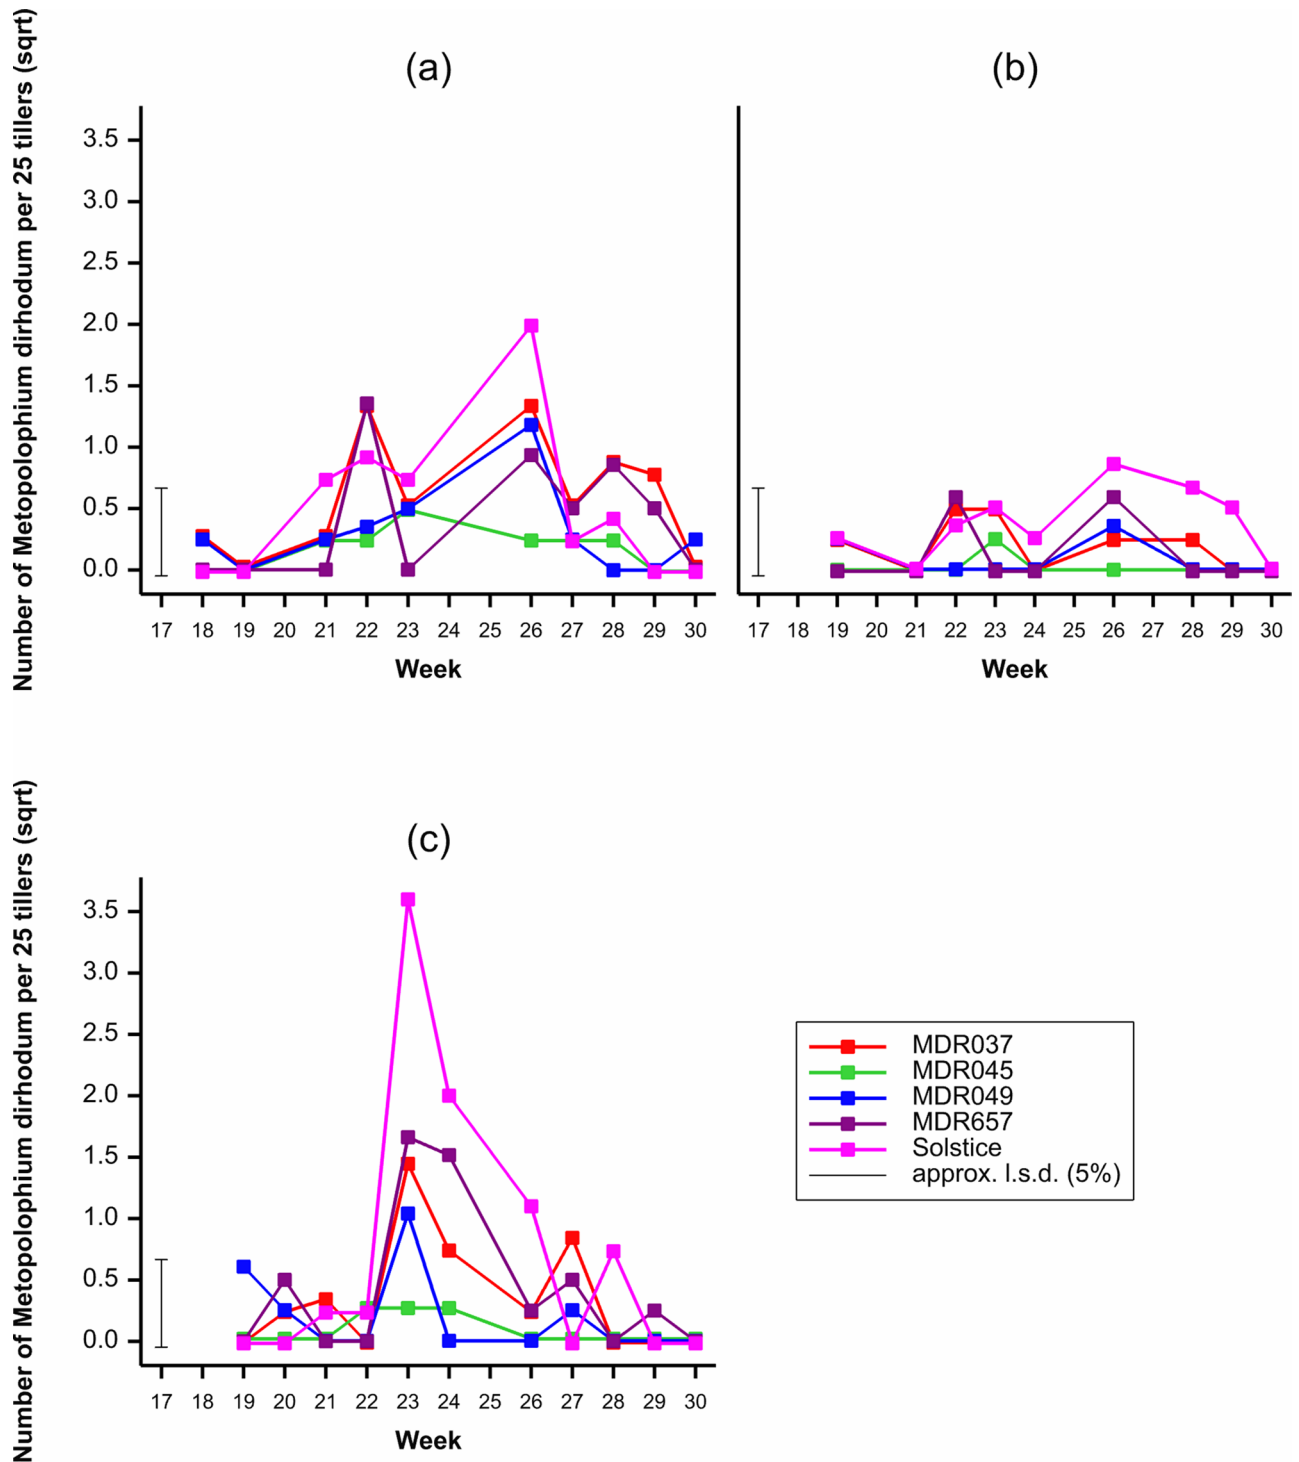 (a)
(b)
Number of Metopolophium dirhodum per 25 tillers (sqrt)
3.5
3.0
2.5
2.0
1.5
1.0
0.5
0.0
17 18 19 20 21 22 23 24 25 26 27 28 29 30
17 18 19 20 21 22 23 24 25 26 27 28 29 30
Week
Week
(c)
Number of Metopolophium dirhodum per 25 tillers (sqrt)
3.5
3.0
2.5
2.0
1.5
1.0
0.5
0.0
17 18 19 20 21 22 23 24 25 26 27 28 29 30
Week
MDR037
MDR045
MDR049
MDR657
Solstice
approx. l.s.d. (5%)